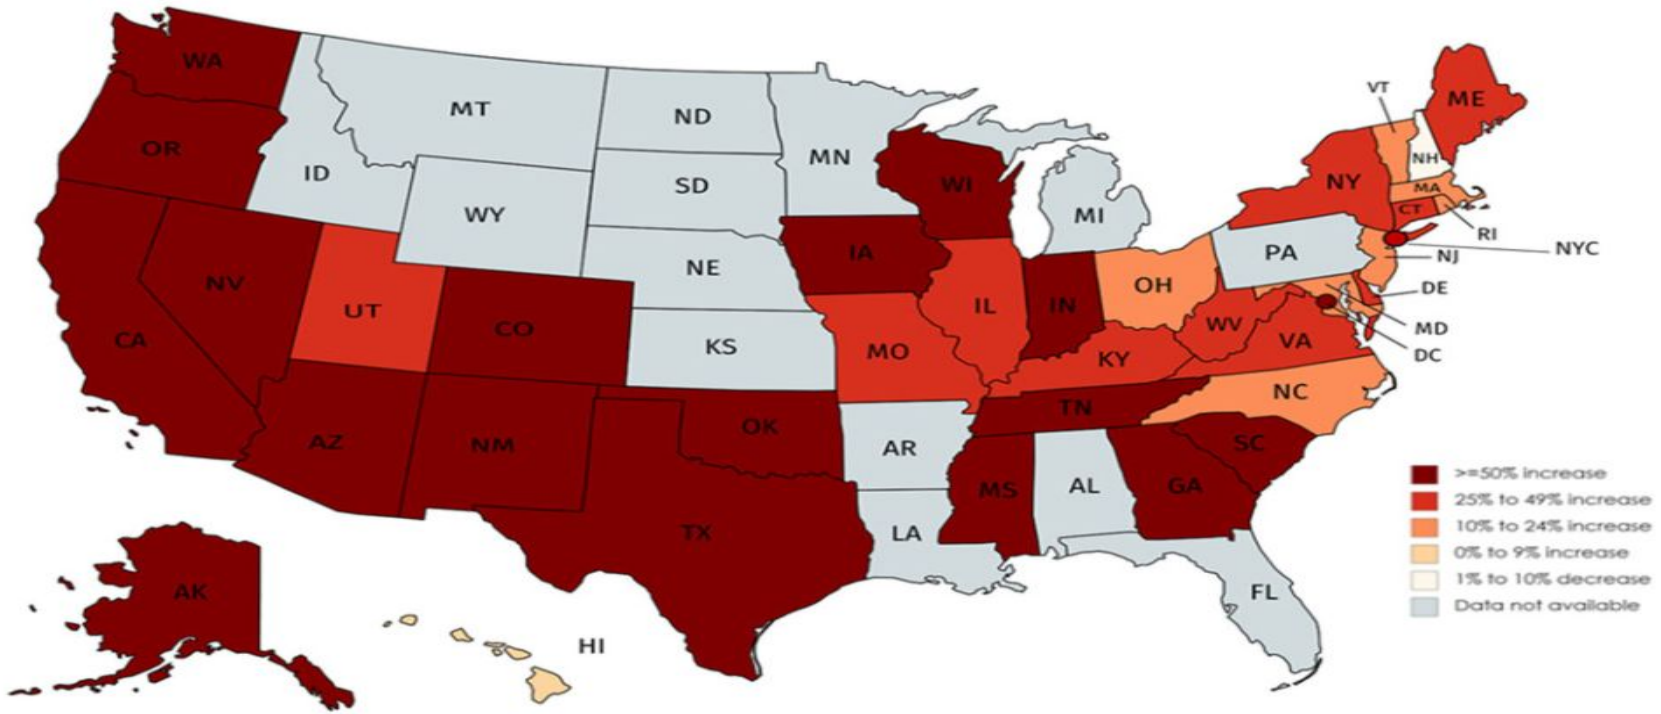 WA
OR
CA
NV
ID
MT
WY
UT
CO
AZ
NM
ND
SD
NE
KS
OK
TX
MN
IA
MO
AR
LA
WI
IL
MI
IN
OH
KY
TN
MS
AL
GA
FL
SC
NC
VA
WV
PA
NY
VT
NH
ME
MA
CT
RI
NYC
NJ
DE
MD
DC
AK
HI
>=50% increase
25% to 49% increase
10% to 24% increase
0% to 9% increase
1% to 10% decrease
Data not available